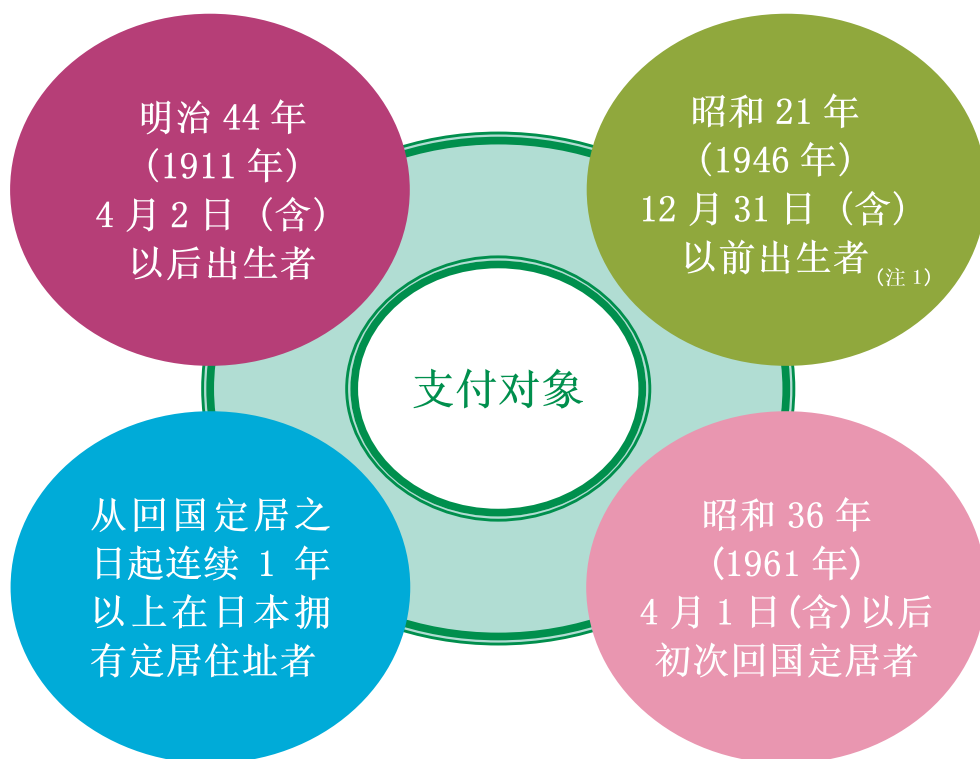 明治 44 年
(1911 年)
4 月 2 日 (含)
以后出生者
昭和 21 年
(1946 年)
12 月 31 日 (含)
以前出生者 (注 1)
支付对象
从回国定居之
日起连续 1 年
以上在日本拥
有定居住址者
昭和 36 年
(1961 年)
4 月 1 日(含)以后
初次回国定居者